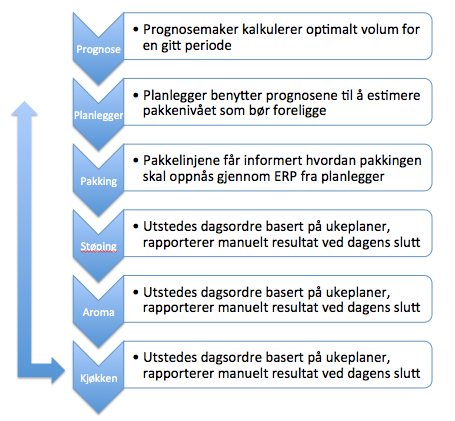 Prognose
• Prognosemaker kalkulerer optimalt volum for
en gitt periode
Planlegger
• Planlegger benytter prognosene til å estimere
pakkenivået som bør foreligge
Pakking
• Pakkelinjene får informert hvordan pakkingen
skal oppnås gjennom ERP fra planlegger
Støping
• Utstedes dagsordre basert på ukeplaner,
rapporterer manuelt resultat ved dagens slutt
Aroma
• Utstedes dagsordre basert på ukeplaner,
rapporterer manuelt resultat ved dagens slutt
Kjøkken
• Utstedes dagsordre basert på ukeplaner,
rapporterer manuelt resultat ved dagens slutt